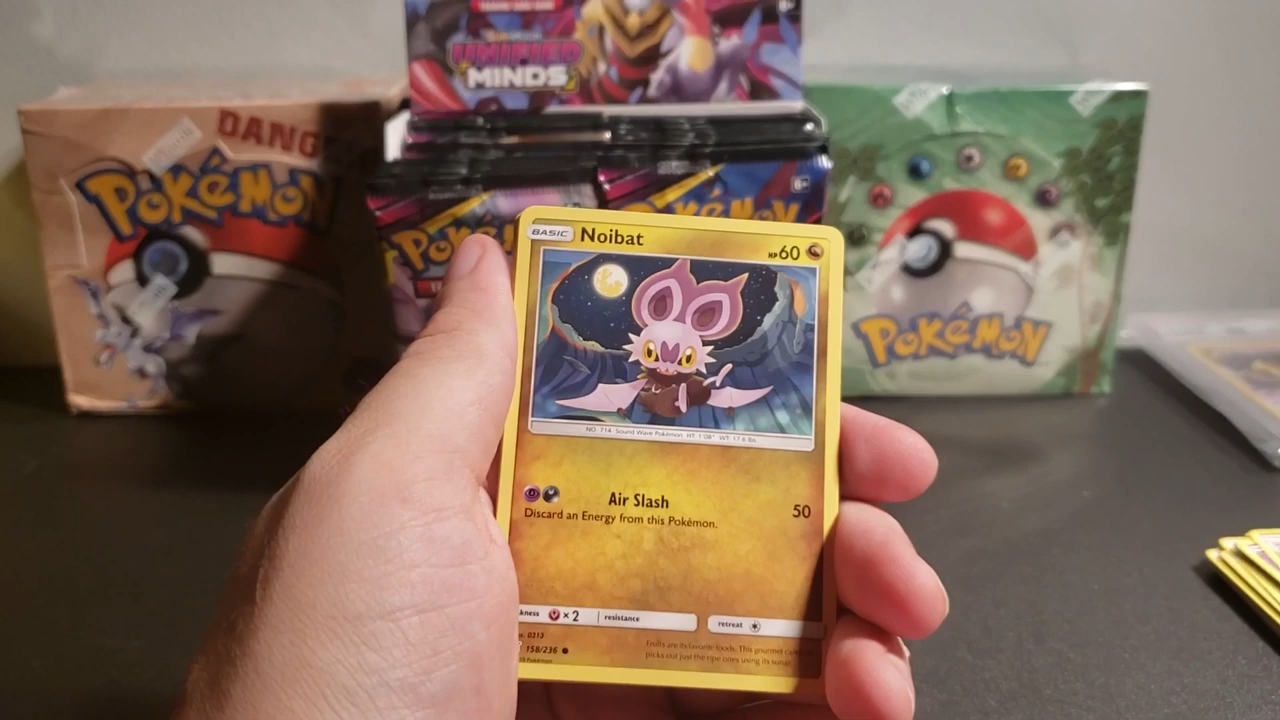 UNIFIED
MINDS
DANG
POKéMON
POKéMON
BASIC Noibat HP60
NO. 714 Sound Wave Pokémon HT: 1'08" WT: 17.6 lbs.
Air Slash 50
Discard an Energy from this Pokémon.
kness ×2 resistance retreat
158/236
Fruits are its favorite foods. This gourmet
picks out just the ripe ones using its sonar.
POKéMON